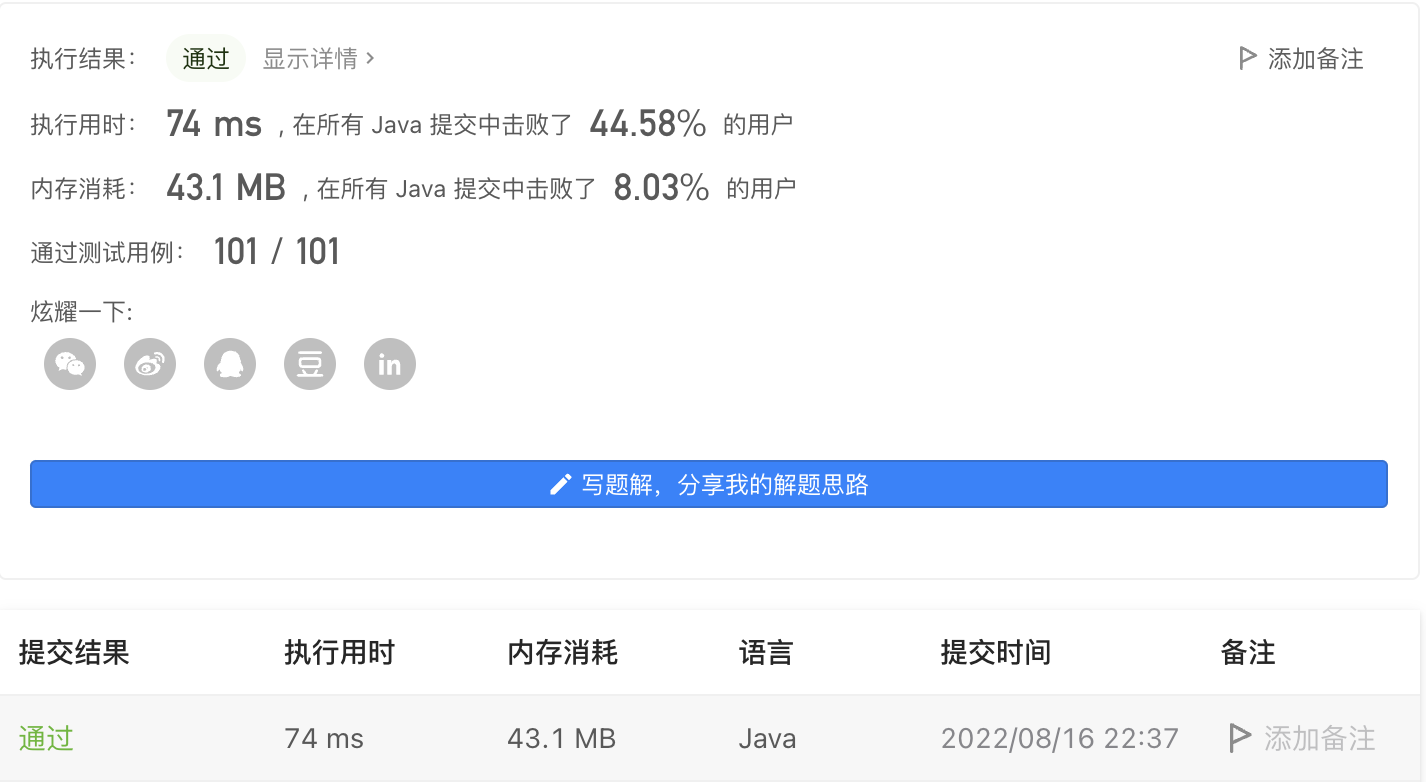 执行结果： 通过 显示详情 › 添加备注
执行用时： 74 ms , 在所有 Java 提交中击败了 44.58% 的用户
内存消耗： 43.1 MB , 在所有 Java 提交中击败了 8.03% 的用户
通过测试用例： 101 / 101
炫耀一下:
豆 in
写题解，分享我的解题思路
提交结果 执行用时 内存消耗 语言 提交时间 备注
通过 74 ms 43.1 MB Java 2022/08/16 22:37 添加备注